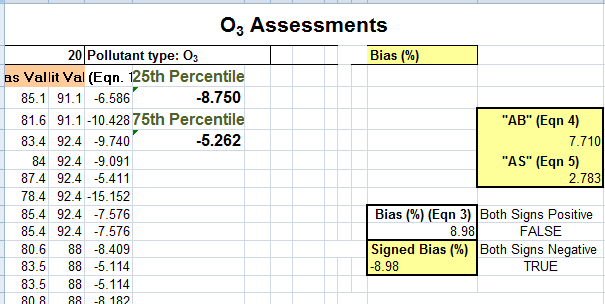 O₃ Assessments
20 Pollutant type: O₃ Bias (%)
as Val it Val (Eqn. 1 25th Percentile
85.1 91.1 -6.586 -8.750
81.6 91.1 -10.428 75th Percentile "AB" (Eqn 4)
83.4 92.4 -9.740 -5.262 7.710
84 92.4 -9.091 "AS" (Eqn 5)
87.4 92.4 -5.411 2.783
78.4 92.4 -15.152
85.4 92.4 -7.576 Bias (%) (Eqn 3) Both Signs Positive
85.4 92.4 -7.576 8.98 FALSE
80.6 88 -8.409 Signed Bias (%) Both Signs Negative
83.5 88 -5.114 -8.98 TRUE
83.5 88 -5.114
80.8 88 -8.182